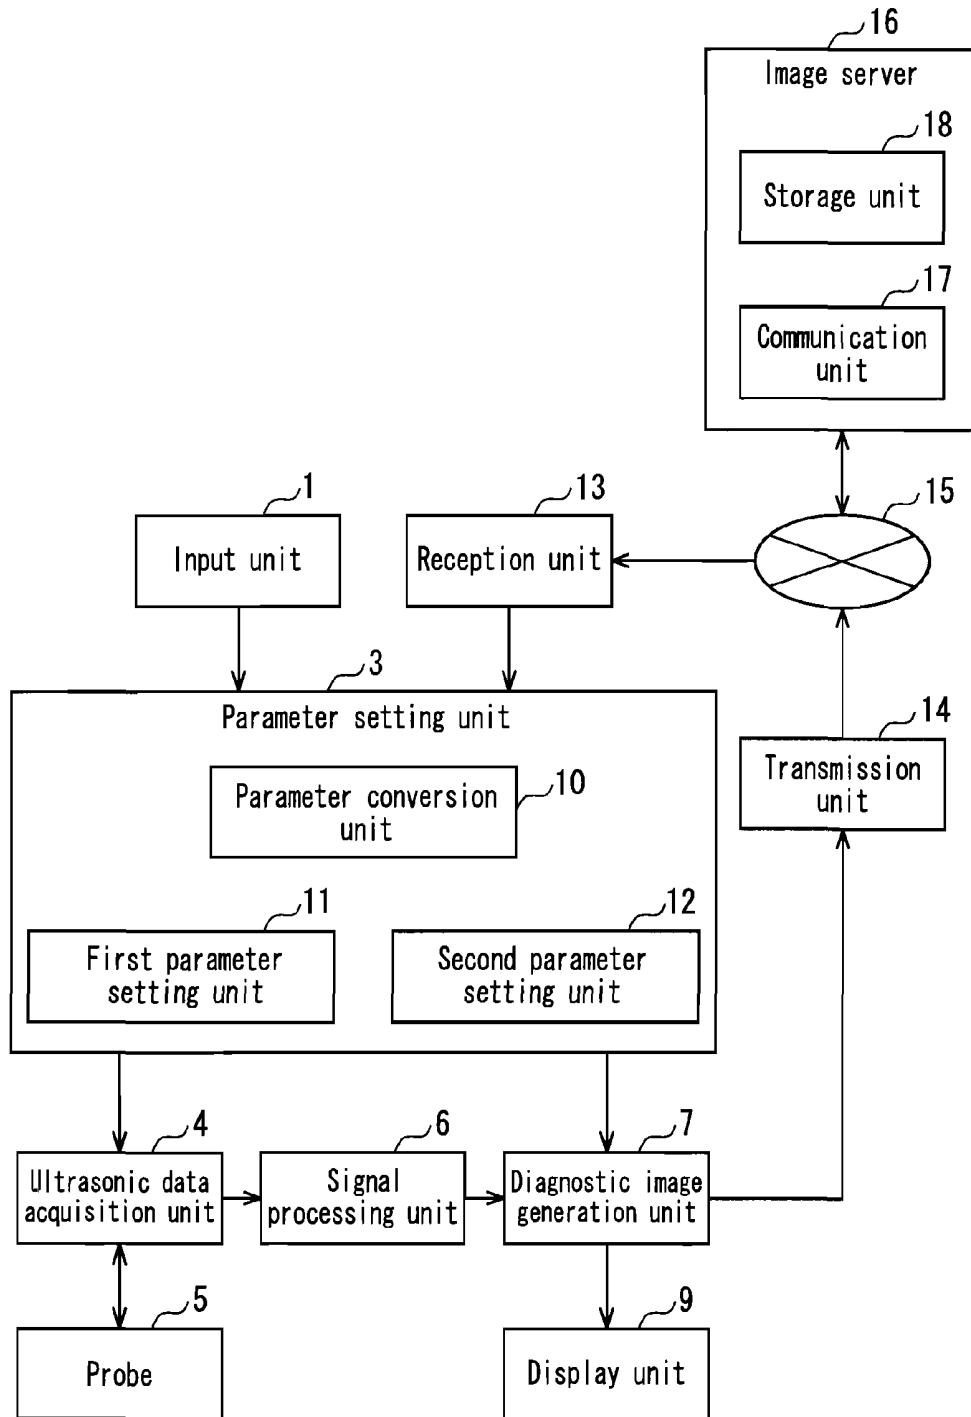 16
Image server
18
Storage unit
17
Communication
unit
1
Input unit
13
Reception unit
15
3
Parameter setting unit
10
Parameter conversion
unit
14
Transmission
unit
11
First parameter
setting unit
12
Second parameter
setting unit
4
Ultrasonic data
acquisition unit
6
Signal
processing unit
7
Diagnostic image
generation unit
5
Probe
9
Display unit